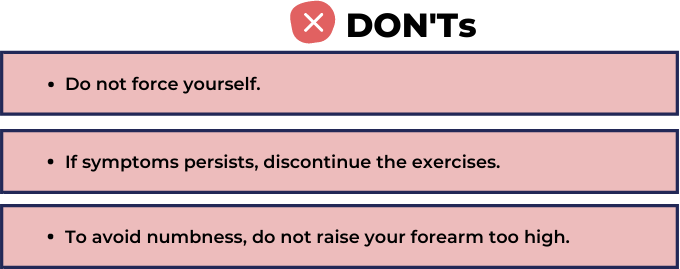 DON'Ts
• Do not force yourself.
• If symptoms persists, discontinue the exercises.
• To avoid numbness, do not raise your forearm too high.